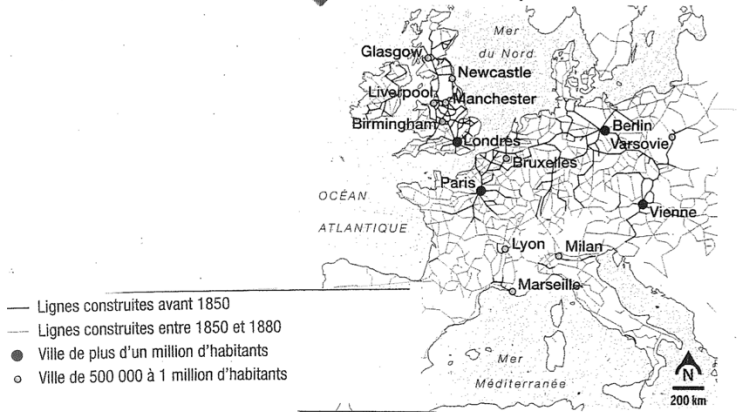 Mer
du Nord
Glasgow
Newcastle
Liverpool
Manchester
Birmingham
Londres
Berlin
Varsovie
Bruxelles
Paris
OCÉAN
ATLANTIQUE
Vienne
Lyon
Milan
Marseille
Lignes construites avant 1850
Lignes construites entre 1850 et 1880
Ville de plus d'un million d'habitants
Ville de 500 000 à 1 million d'habitants
Mer
Méditerranée
N
200 km